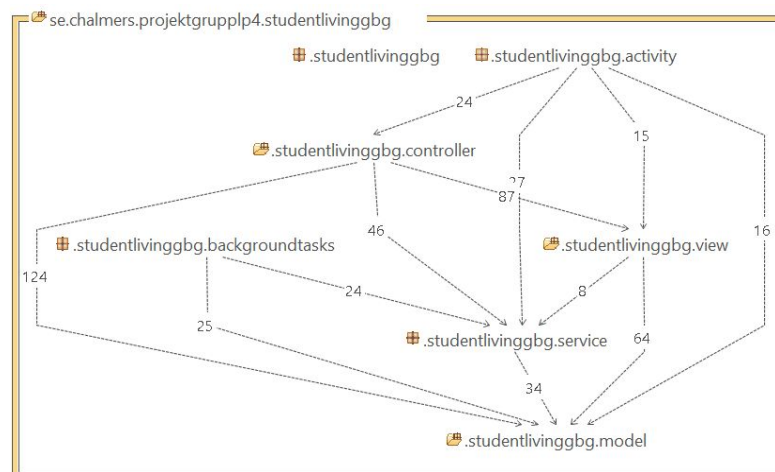 se.chalmers.projektgrupplp4.studentlivinggbg
.studentlivinggbg .studentlivinggbg.activity
24
15
.studentlivinggbg.controller
27
87
46
16
.studentlivinggbg.backgroundtasks .studentlivinggbg.view
124
24
8
25
.studentlivinggbg.service
64
34
.studentlivinggbg.model